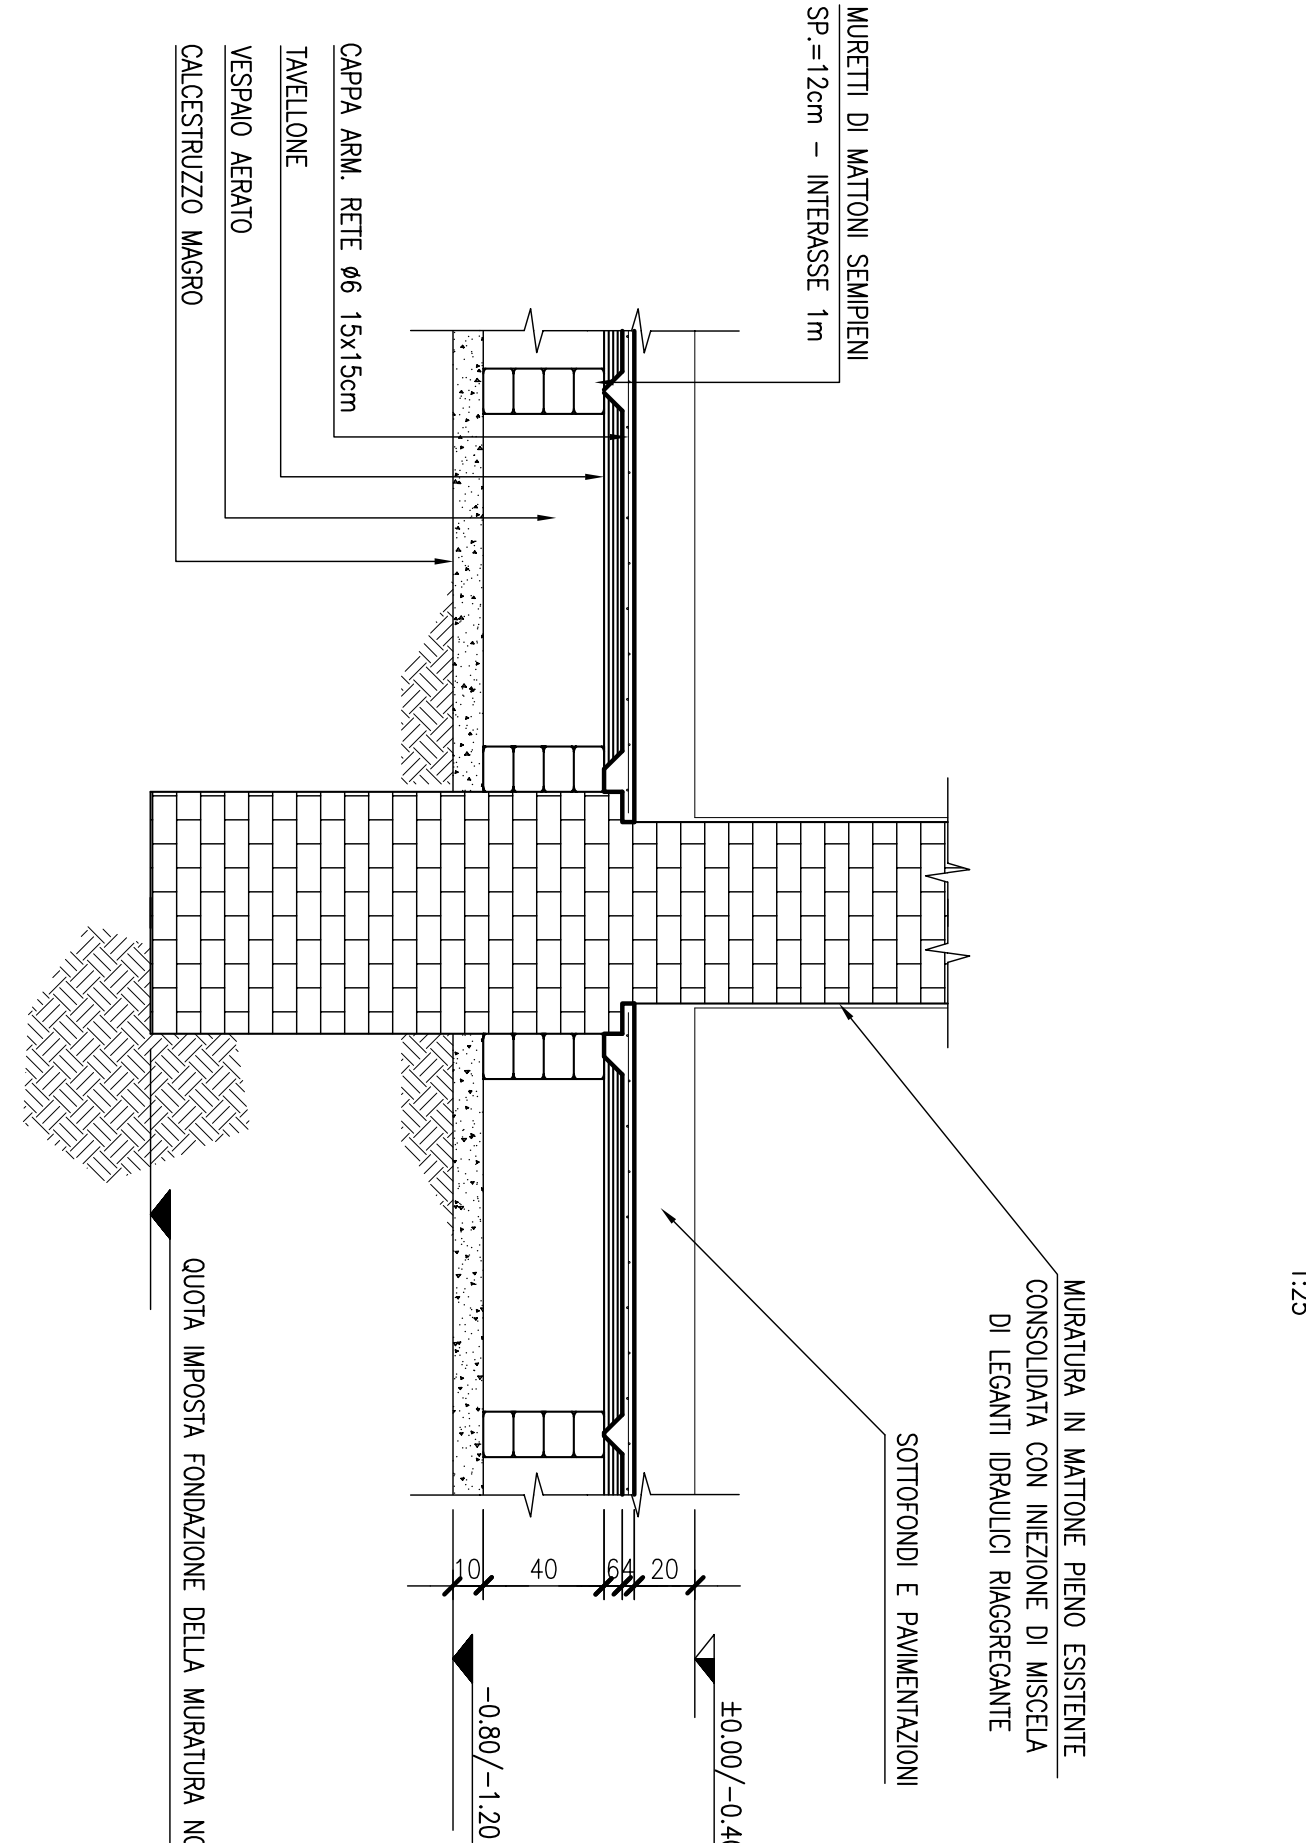 1:25
MURETTI DI MATTONI SEMIPIENI
SP.=12cm - INTERASSE 1m
CAPPA ARM. RETE ø6 15x15cm
TAVELLONE
VESPAIO AERATO
CALCESTRUZZO MAGRO
MURATURA IN MATTONE PIENO ESISTENTE
CONSOLIDATA CON INIEZIONE DI MISCELA
DI LEGANTI IDRAULICI RIAGGREGANTE
SOTTOFONDI E PAVIMENTAZIONI
20
4
6
40
10
±0.00/-0.40
-0.80/-1.20
QUOTA IMPOSTA FONDAZIONE DELLA MURATURA